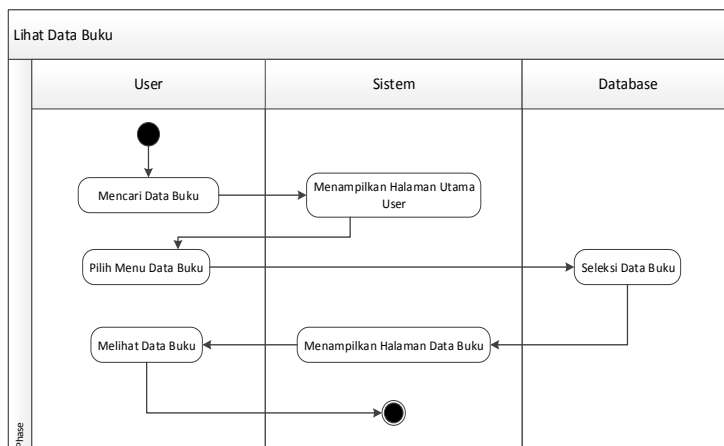 Lihat Data Buku
User
Sistem
Database
Mencari Data Buku
Menampilkan Halaman Utama
User
Pilih Menu Data Buku
Seleksi Data Buku
Melihat Data Buku
Menampilkan Halaman Data Buku
Phase